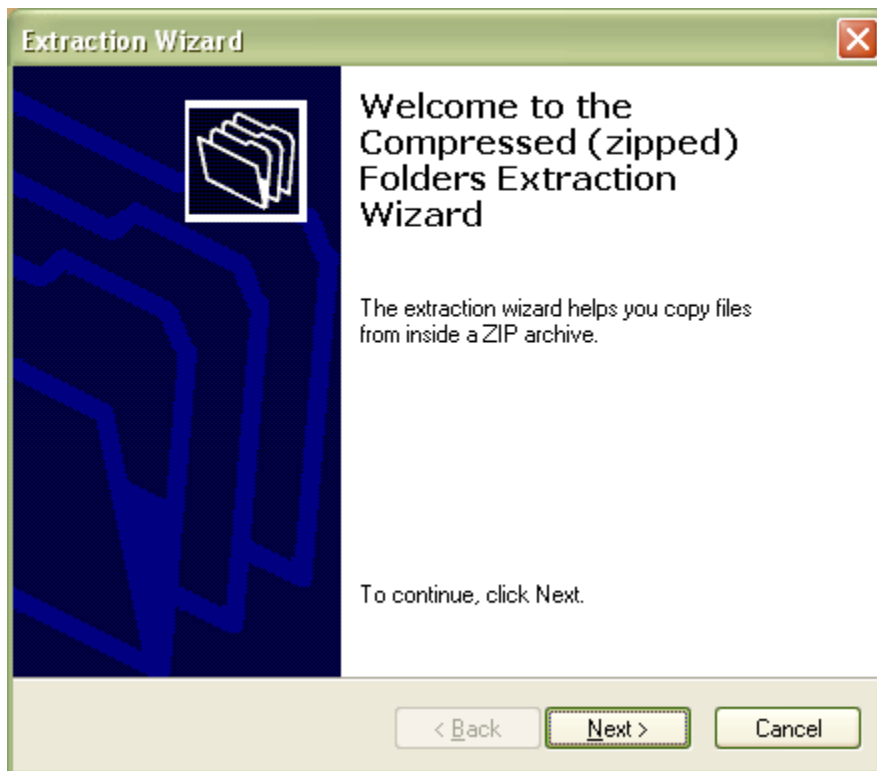 Extraction Wizard
Welcome to the
Compressed (zipped)
Folders Extraction
Wizard
The extraction wizard helps you copy files
from inside a ZIP archive.
To continue, click Next.
< Back Next > Cancel